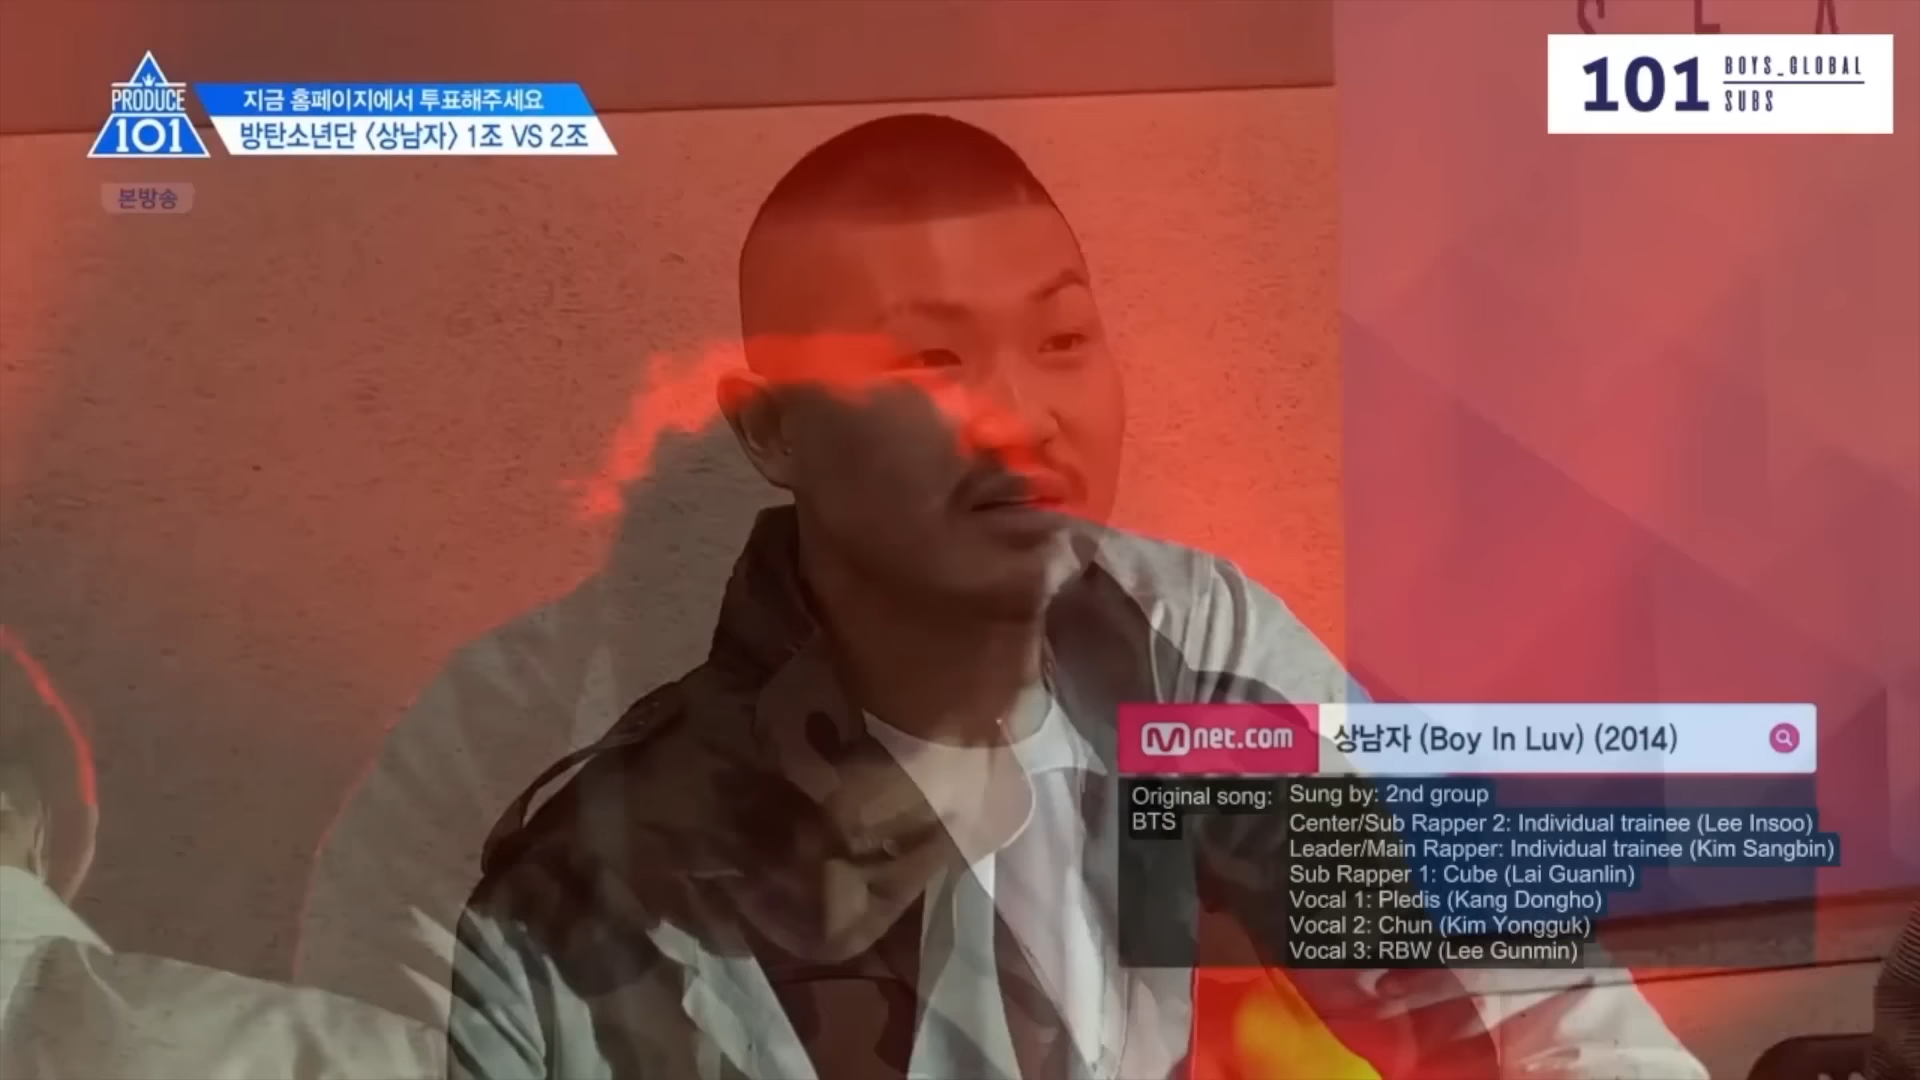 PRODUCE
101
지금 홈페이지에서 투표해주세요
방탄소년단 <상남자> 1조 VS 2조
본방송
101 BOYS_GLOBAL
SUBS
Mnet.com 상남자 (Boy In Luv) (2014)
Original song:
BTS
Sung by: 2nd group
Center/Sub Rapper 2: Individual trainee (Lee Insoo)
Leader/Main Rapper: Individual trainee (Kim Sangbin)
Sub Rapper 1: Cube (Lai Guanlin)
Vocal 1: Pledis (Kang Dongho)
Vocal 2: Chun (Kim Yongguk)
Vocal 3: RBW (Lee Gunmin)